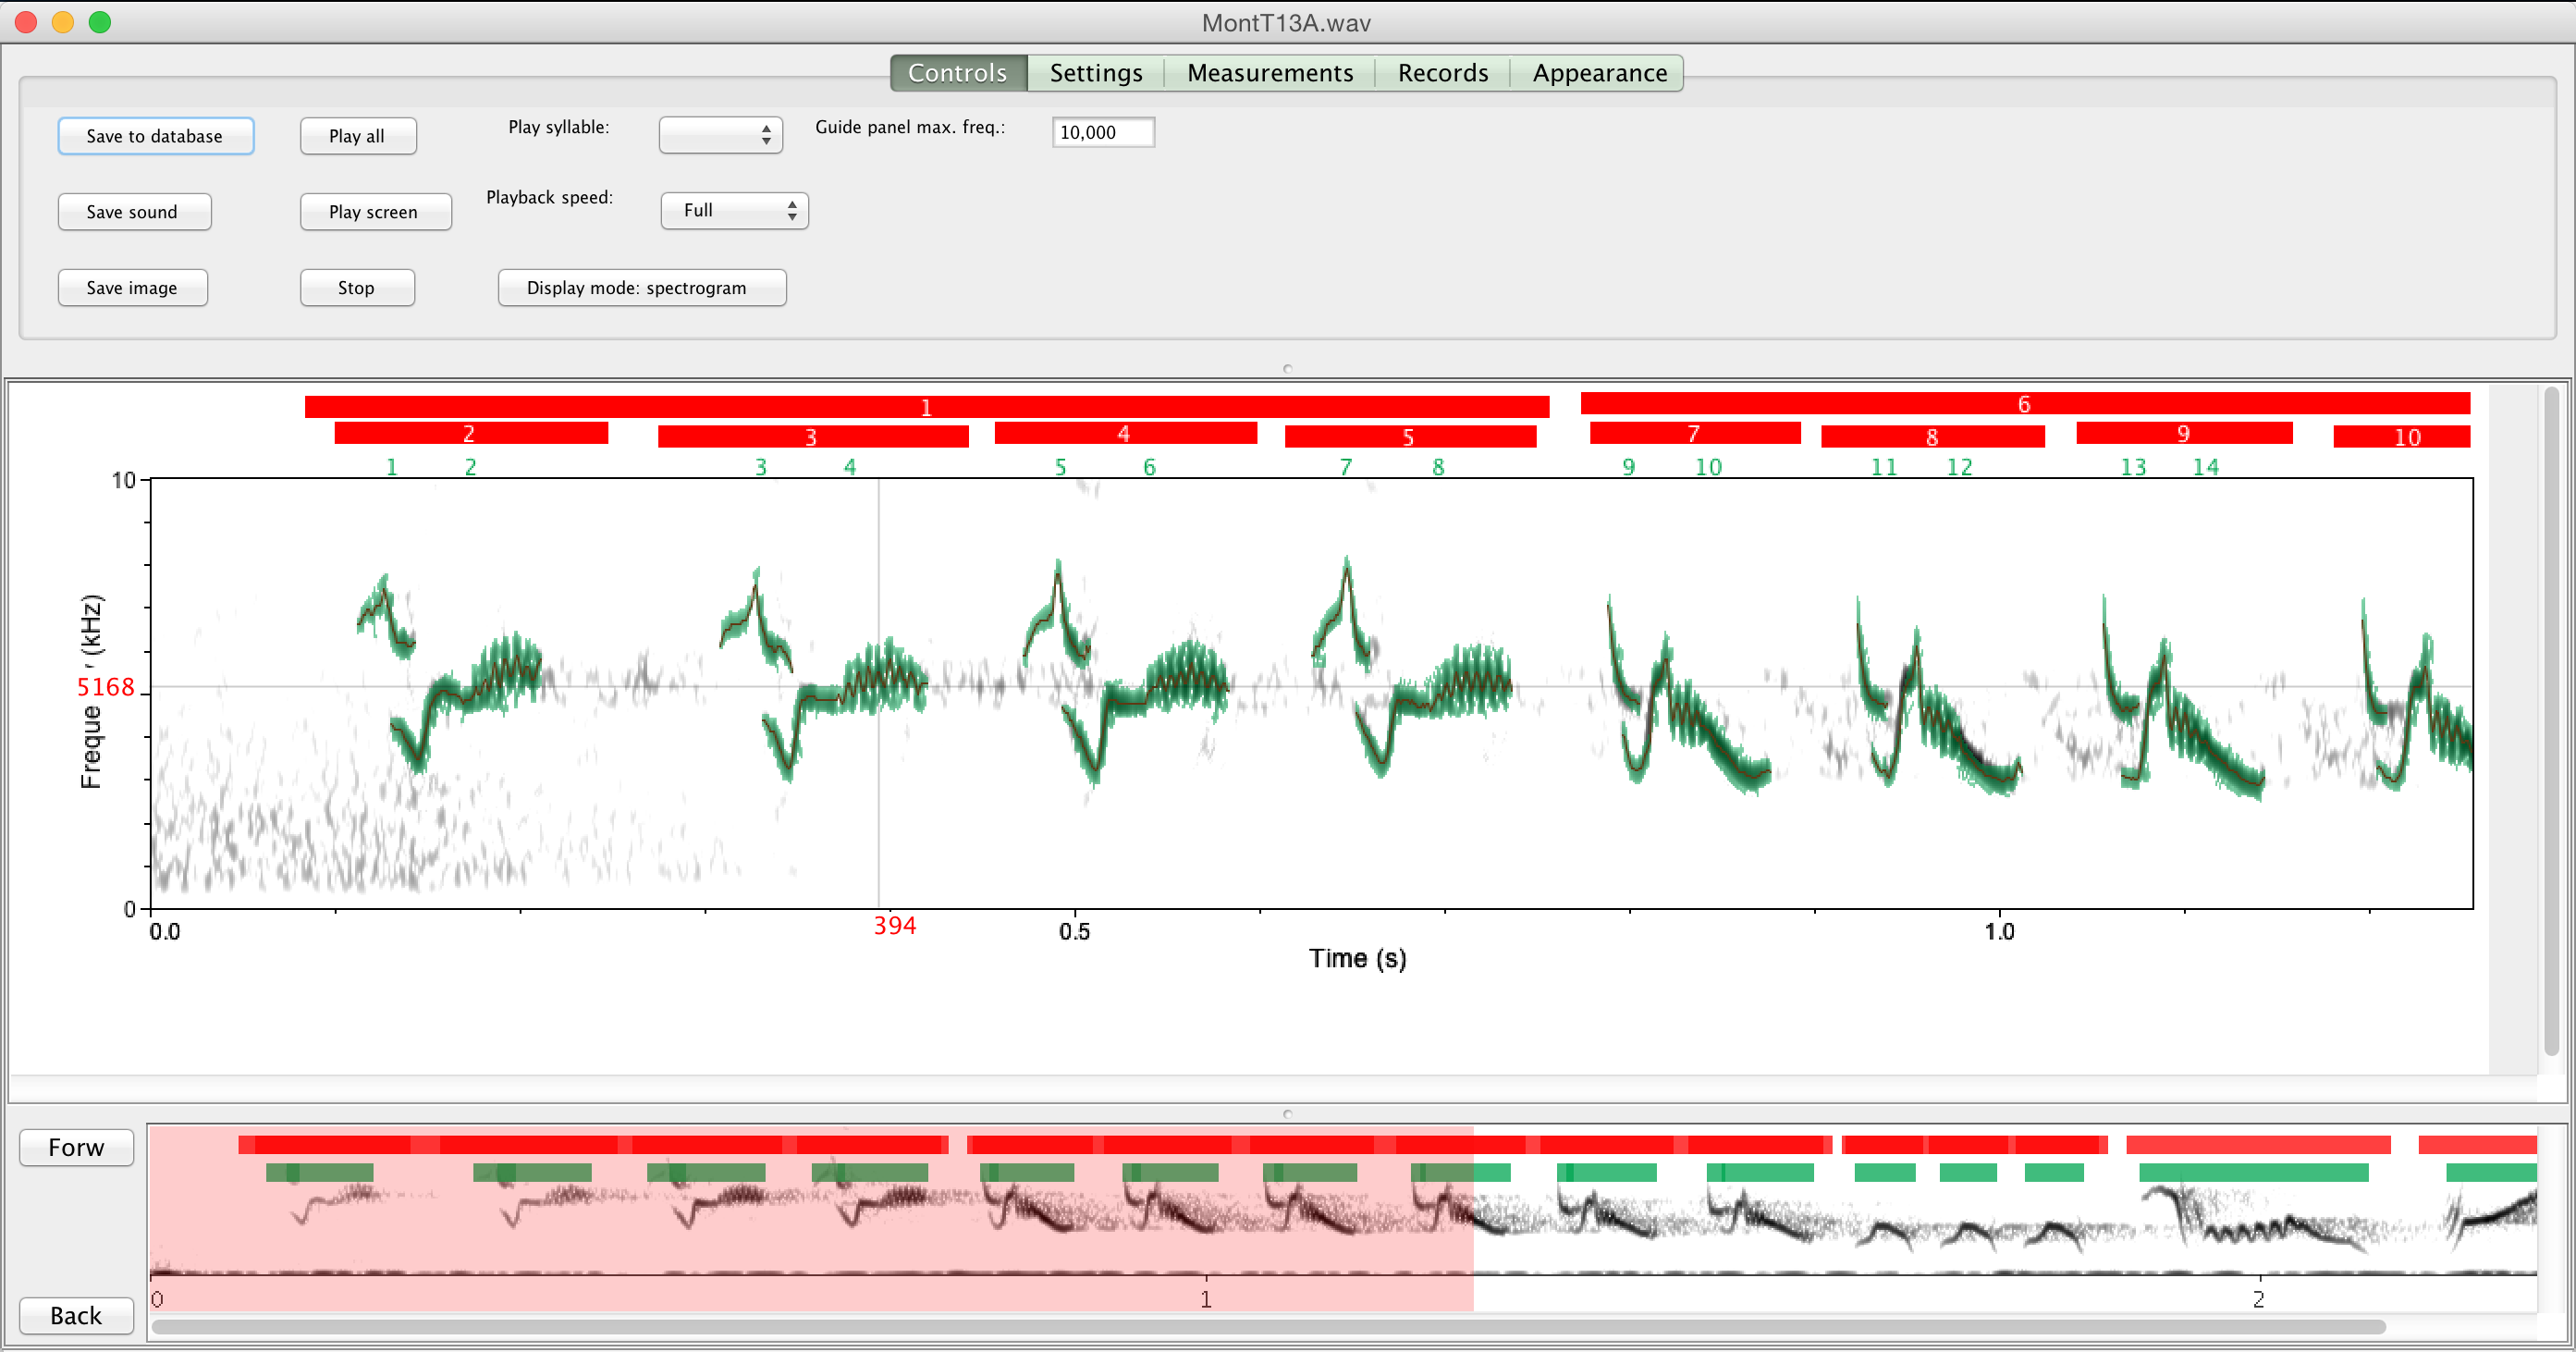 MontT13A.wav
Controls Settings Measurements Records Appearance
Save to database Play all Play syllable: Guide panel max. freq.: 10,000
Save sound Play screen Playback speed: Full
Save image Stop Display mode: spectrogram
1 6
2 3 4 5 7 8 9 10
1 2 3 4 5 6 7 8 9 10 11 12 13 14
10
Freque (kHz)
5168
0
0.0 394 0.5 1.0
Time (s)
Forw
Back
0 1 2